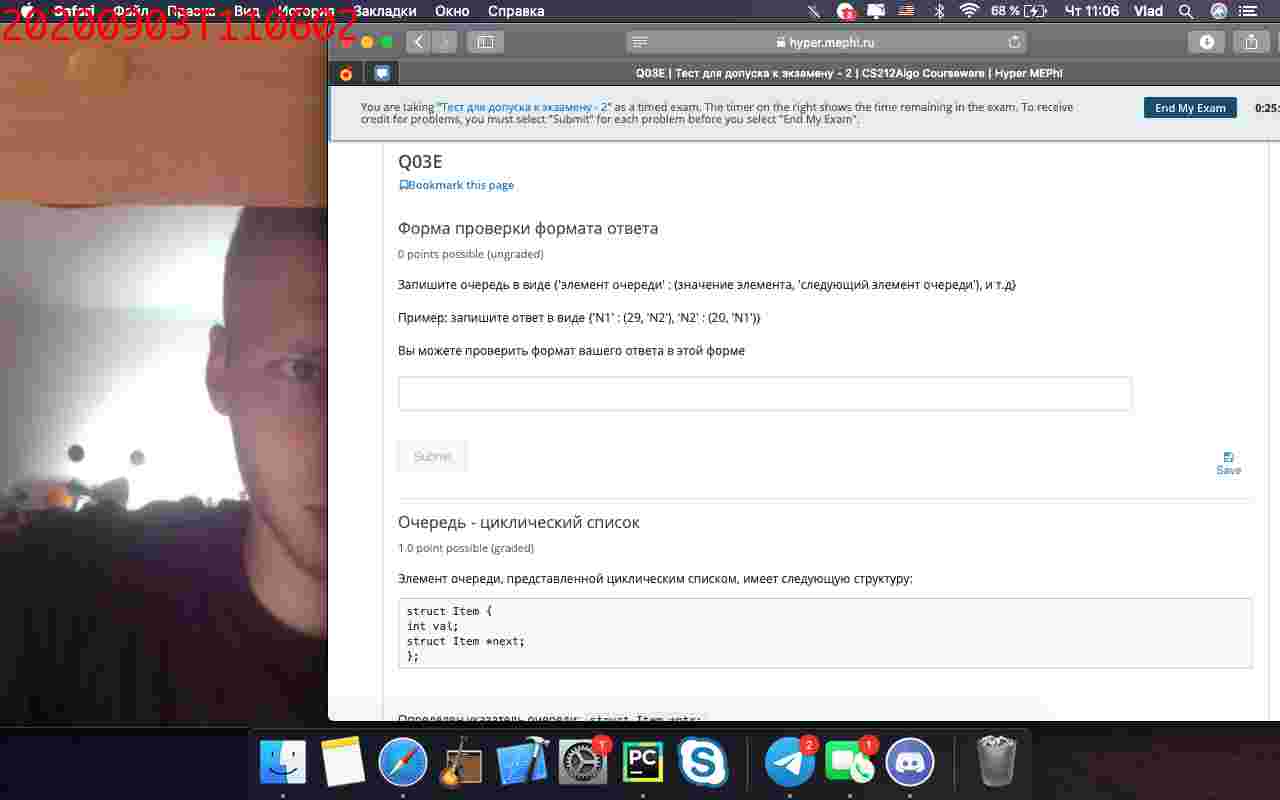 20200903T110602
Safari Файл Правка Вид История Закладки Окно Справка
68 % Чт 11:06 Vlad
hyper.mephi.ru
Q03E | Тест для допуска к экзамену - 2 | CS212Algo Courseware | Hyper MEPhI
You are taking "Тест для допуска к экзамену - 2" as a timed exam. The timer on the right shows the time remaining in the exam. To receive
credit for problems, you must select "Submit" for each problem before you select "End My Exam".
End My Exam
0:25:
Q03E
Bookmark this page
Форма проверки формата ответа
0 points possible (ungraded)
Запишите очередь в виде {'элемент очереди' : (значение элемента, 'следующий элемент очереди'), и т.д}
Пример: запишите ответ в виде {'N1' : (29, 'N2'), 'N2' : (20, 'N1')}
Вы можете проверить формат вашего ответа в этой форме
Submit
Save
Очередь - циклический список
1.0 point possible (graded)
Элемент очереди, представленной циклическим списком, имеет следующую структуру:
struct Item {
int val;
struct Item *next;
};
Определен указатель очереди: struct Item *ptr;
1
PC
2
1